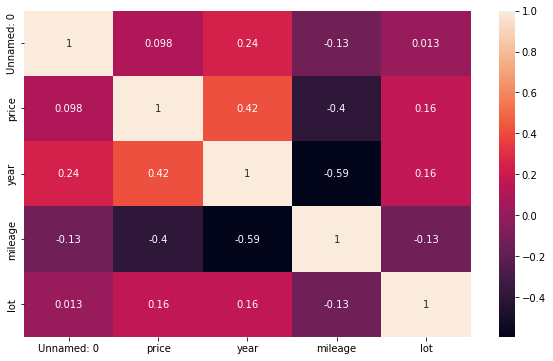 Unnamed: 0 1 0.098 0.24 -0.13 0.013
price 0.098 1 0.42 -0.4 0.16
year 0.24 0.42 1 -0.59 0.16
mileage -0.13 -0.4 -0.59 1 -0.13
lot 0.013 0.16 0.16 -0.13 1
Unnamed: 0 price year mileage lot
1.0
0.8
0.6
0.4
0.2
0.0
−0.2
−0.4